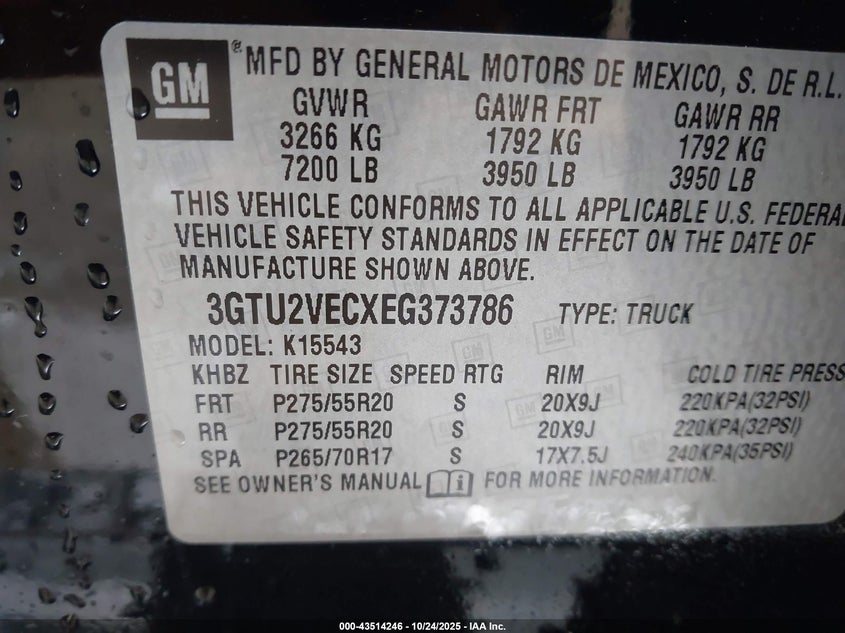 GM ® MFD BY GENERAL MOTORS DE MEXICO, S. DE R.L.
GVWR GAWR FRT GAWR RR
3266 KG 1792 KG 1792 KG
7200 LB 3950 LB 3950 LB
THIS VEHICLE CONFORMS TO ALL APPLICABLE U.S. FEDERAL
VEHICLE SAFETY STANDARDS IN EFFECT ON THE DATE OF
MANUFACTURE SHOWN ABOVE.
3GTU2VECXEG373786 TYPE: TRUCK
MODEL: K15543
KHBZ TIRE SIZE SPEED RTG RIM COLD TIRE PRESS
FRT P275/55R20 S 20X9J 220KPA(32PSI)
RR P275/55R20 S 20X9J 220KPA(32PSI)
SPA P265/70R17 S 17X7.5J 240KPA(35PSI)
SEE OWNER'S MANUAL FOR MORE INFORMATION.
000-43514246 - 10/24/2025 - IAA Inc.